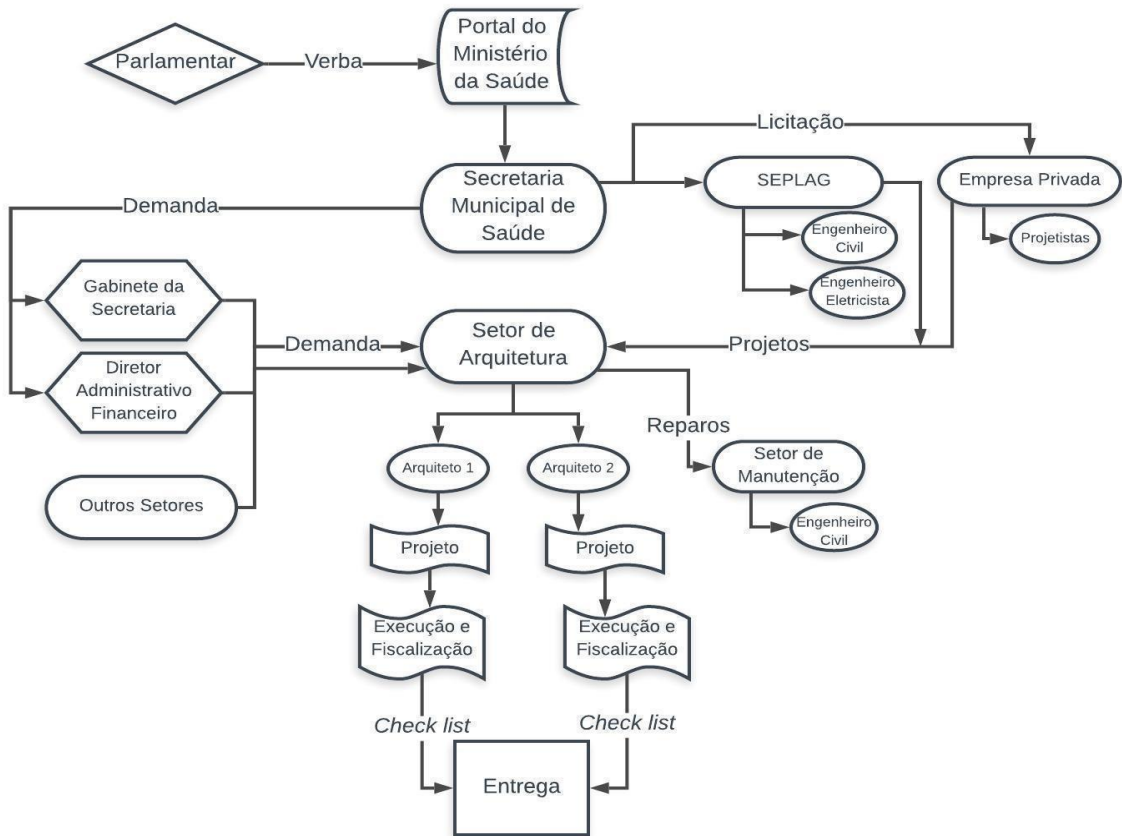 Parlamentar
Verba
Portal do
Ministério
da Saúde
Licitação
Secretaria
Municipal de
Saúde
SEPLAG
Empresa Privada
Engenheiro
Civil
Projetistas
Engenheiro
Eletricista
Demanda
Gabinete da
Secretaria
Diretor
Administrativo
Financeiro
Outros Setores
Demanda
Setor de
Arquitetura
Projetos
Reparos
Setor de
Manutenção
Engenheiro
Civil
Arquiteto 1
Arquiteto 2
Projeto
Projeto
Execução e
Fiscalização
Execução e
Fiscalização
Check list
Check list
Entrega